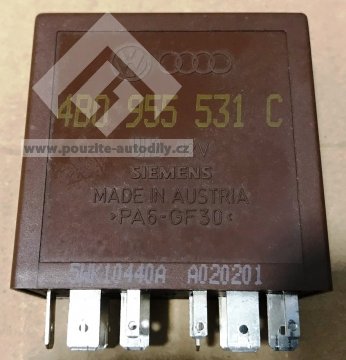 4B0 955 531 C
www.pouzite-autodily.cz
SIEMENS
MADE IN AUSTRIA
>PA6-GF30<
5WK10440A A020201